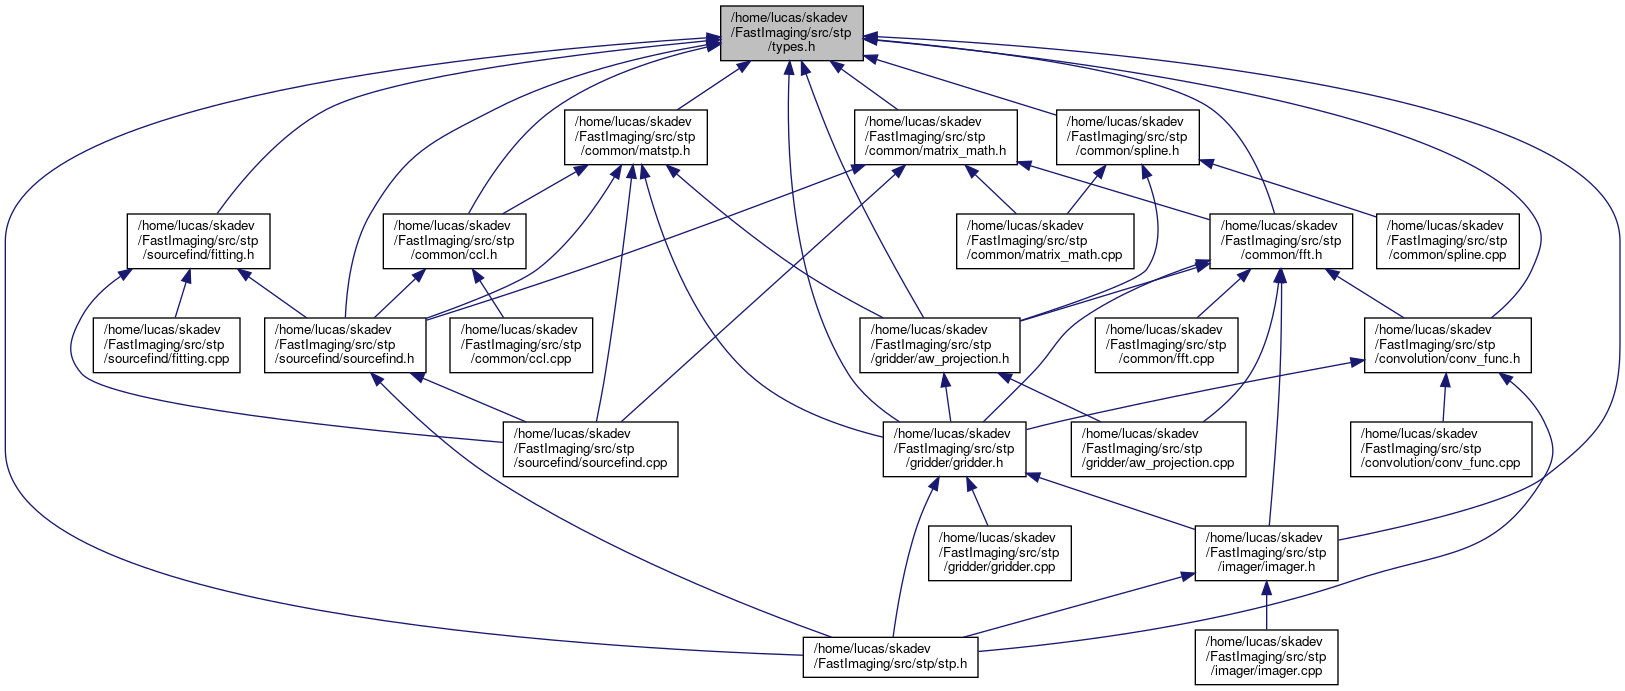 /home/lucas/skadev
/FastImaging/src/stp
/types.h
/home/lucas/skadev
/FastImaging/src/stp
/common/matstp.h
/home/lucas/skadev
/FastImaging/src/stp
/common/matrix_math.h
/home/lucas/skadev
/FastImaging/src/stp
/common/spline.h
/home/lucas/skadev
/FastImaging/src/stp
/sourcefind/fitting.h
/home/lucas/skadev
/FastImaging/src/stp
/common/ccl.h
/home/lucas/skadev
/FastImaging/src/stp
/common/matrix_math.cpp
/home/lucas/skadev
/FastImaging/src/stp
/common/fft.h
/home/lucas/skadev
/FastImaging/src/stp
/common/spline.cpp
/home/lucas/skadev
/FastImaging/src/stp
/sourcefind/fitting.cpp
/home/lucas/skadev
/FastImaging/src/stp
/sourcefind/sourcefind.h
/home/lucas/skadev
/FastImaging/src/stp
/common/ccl.cpp
/home/lucas/skadev
/FastImaging/src/stp
/gridder/aw_projection.h
/home/lucas/skadev
/FastImaging/src/stp
/common/fft.cpp
/home/lucas/skadev
/FastImaging/src/stp
/convolution/conv_func.h
/home/lucas/skadev
/FastImaging/src/stp
/sourcefind/sourcefind.cpp
/home/lucas/skadev
/FastImaging/src/stp
/gridder/gridder.h
/home/lucas/skadev
/FastImaging/src/stp
/gridder/aw_projection.cpp
/home/lucas/skadev
/FastImaging/src/stp
/convolution/conv_func.cpp
/home/lucas/skadev
/FastImaging/src/stp
/gridder/gridder.cpp
/home/lucas/skadev
/FastImaging/src/stp
/imager/imager.h
/home/lucas/skadev
/FastImaging/src/stp/stp.h
/home/lucas/skadev
/FastImaging/src/stp
/imager/imager.cpp